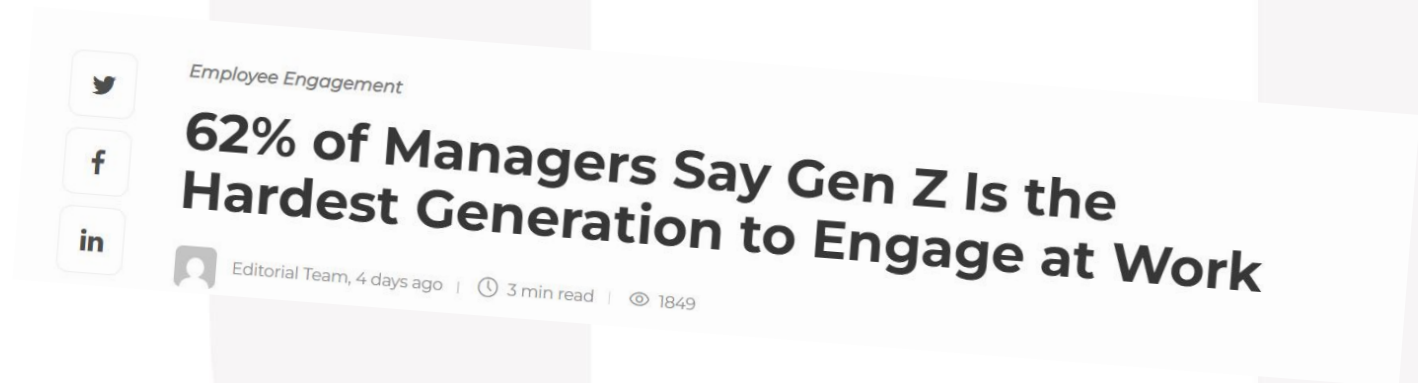 Employee Engagement
62% of Managers Say Gen Z Is the
Hardest Generation to Engage at Work
Editorial Team, 4 days ago | 3 min read | 1849
in